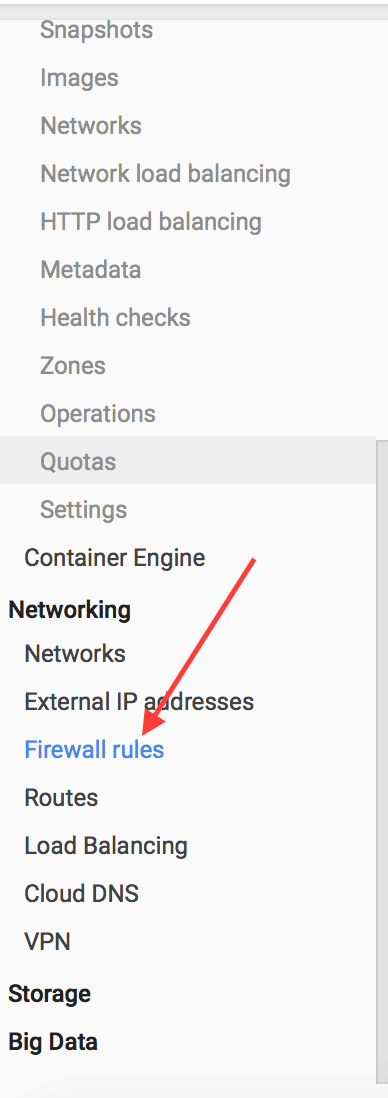 Snapshots
Images
Networks
Network load balancing
HTTP load balancing
Metadata
Health checks
Zones
Operations
Quotas
Settings
Container Engine
Networking
Networks
External IP addresses
Firewall rules
Routes
Load Balancing
Cloud DNS
VPN
Storage
Big Data